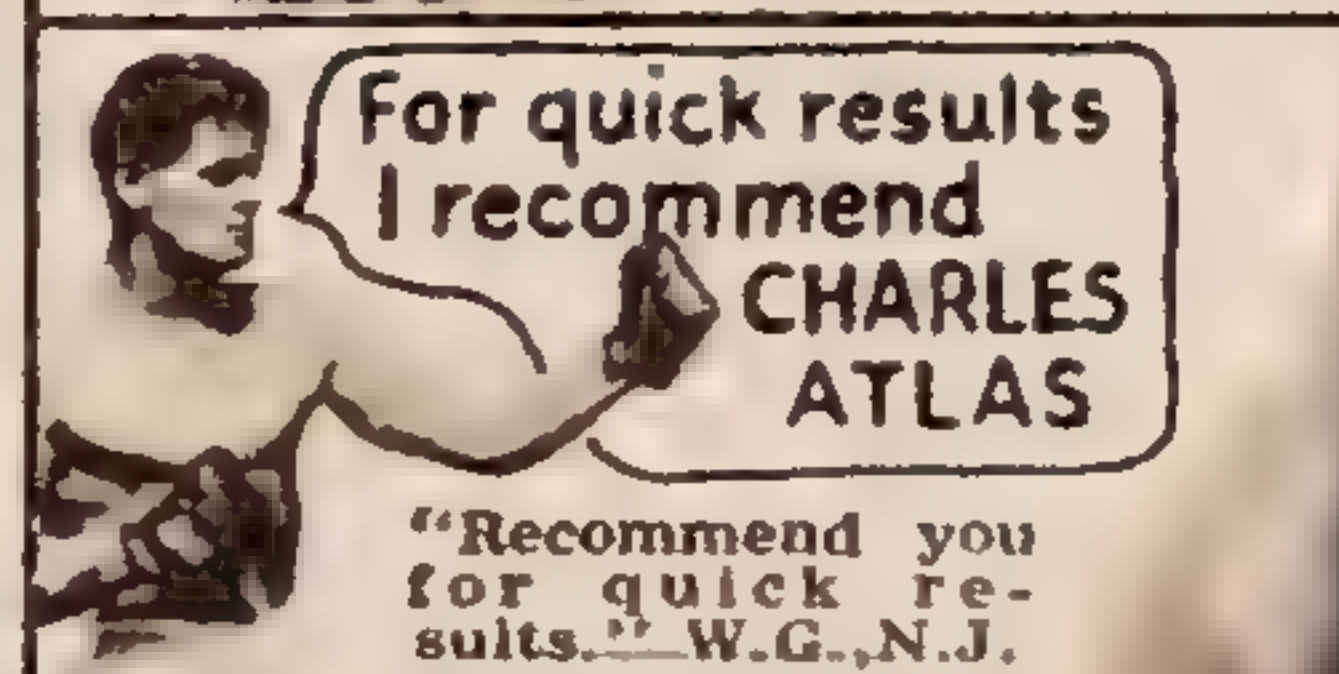 For quick results
I recommend
CHARLES
ATLAS
"Recommend you
for quick re-
sults."—W.G., N.J.